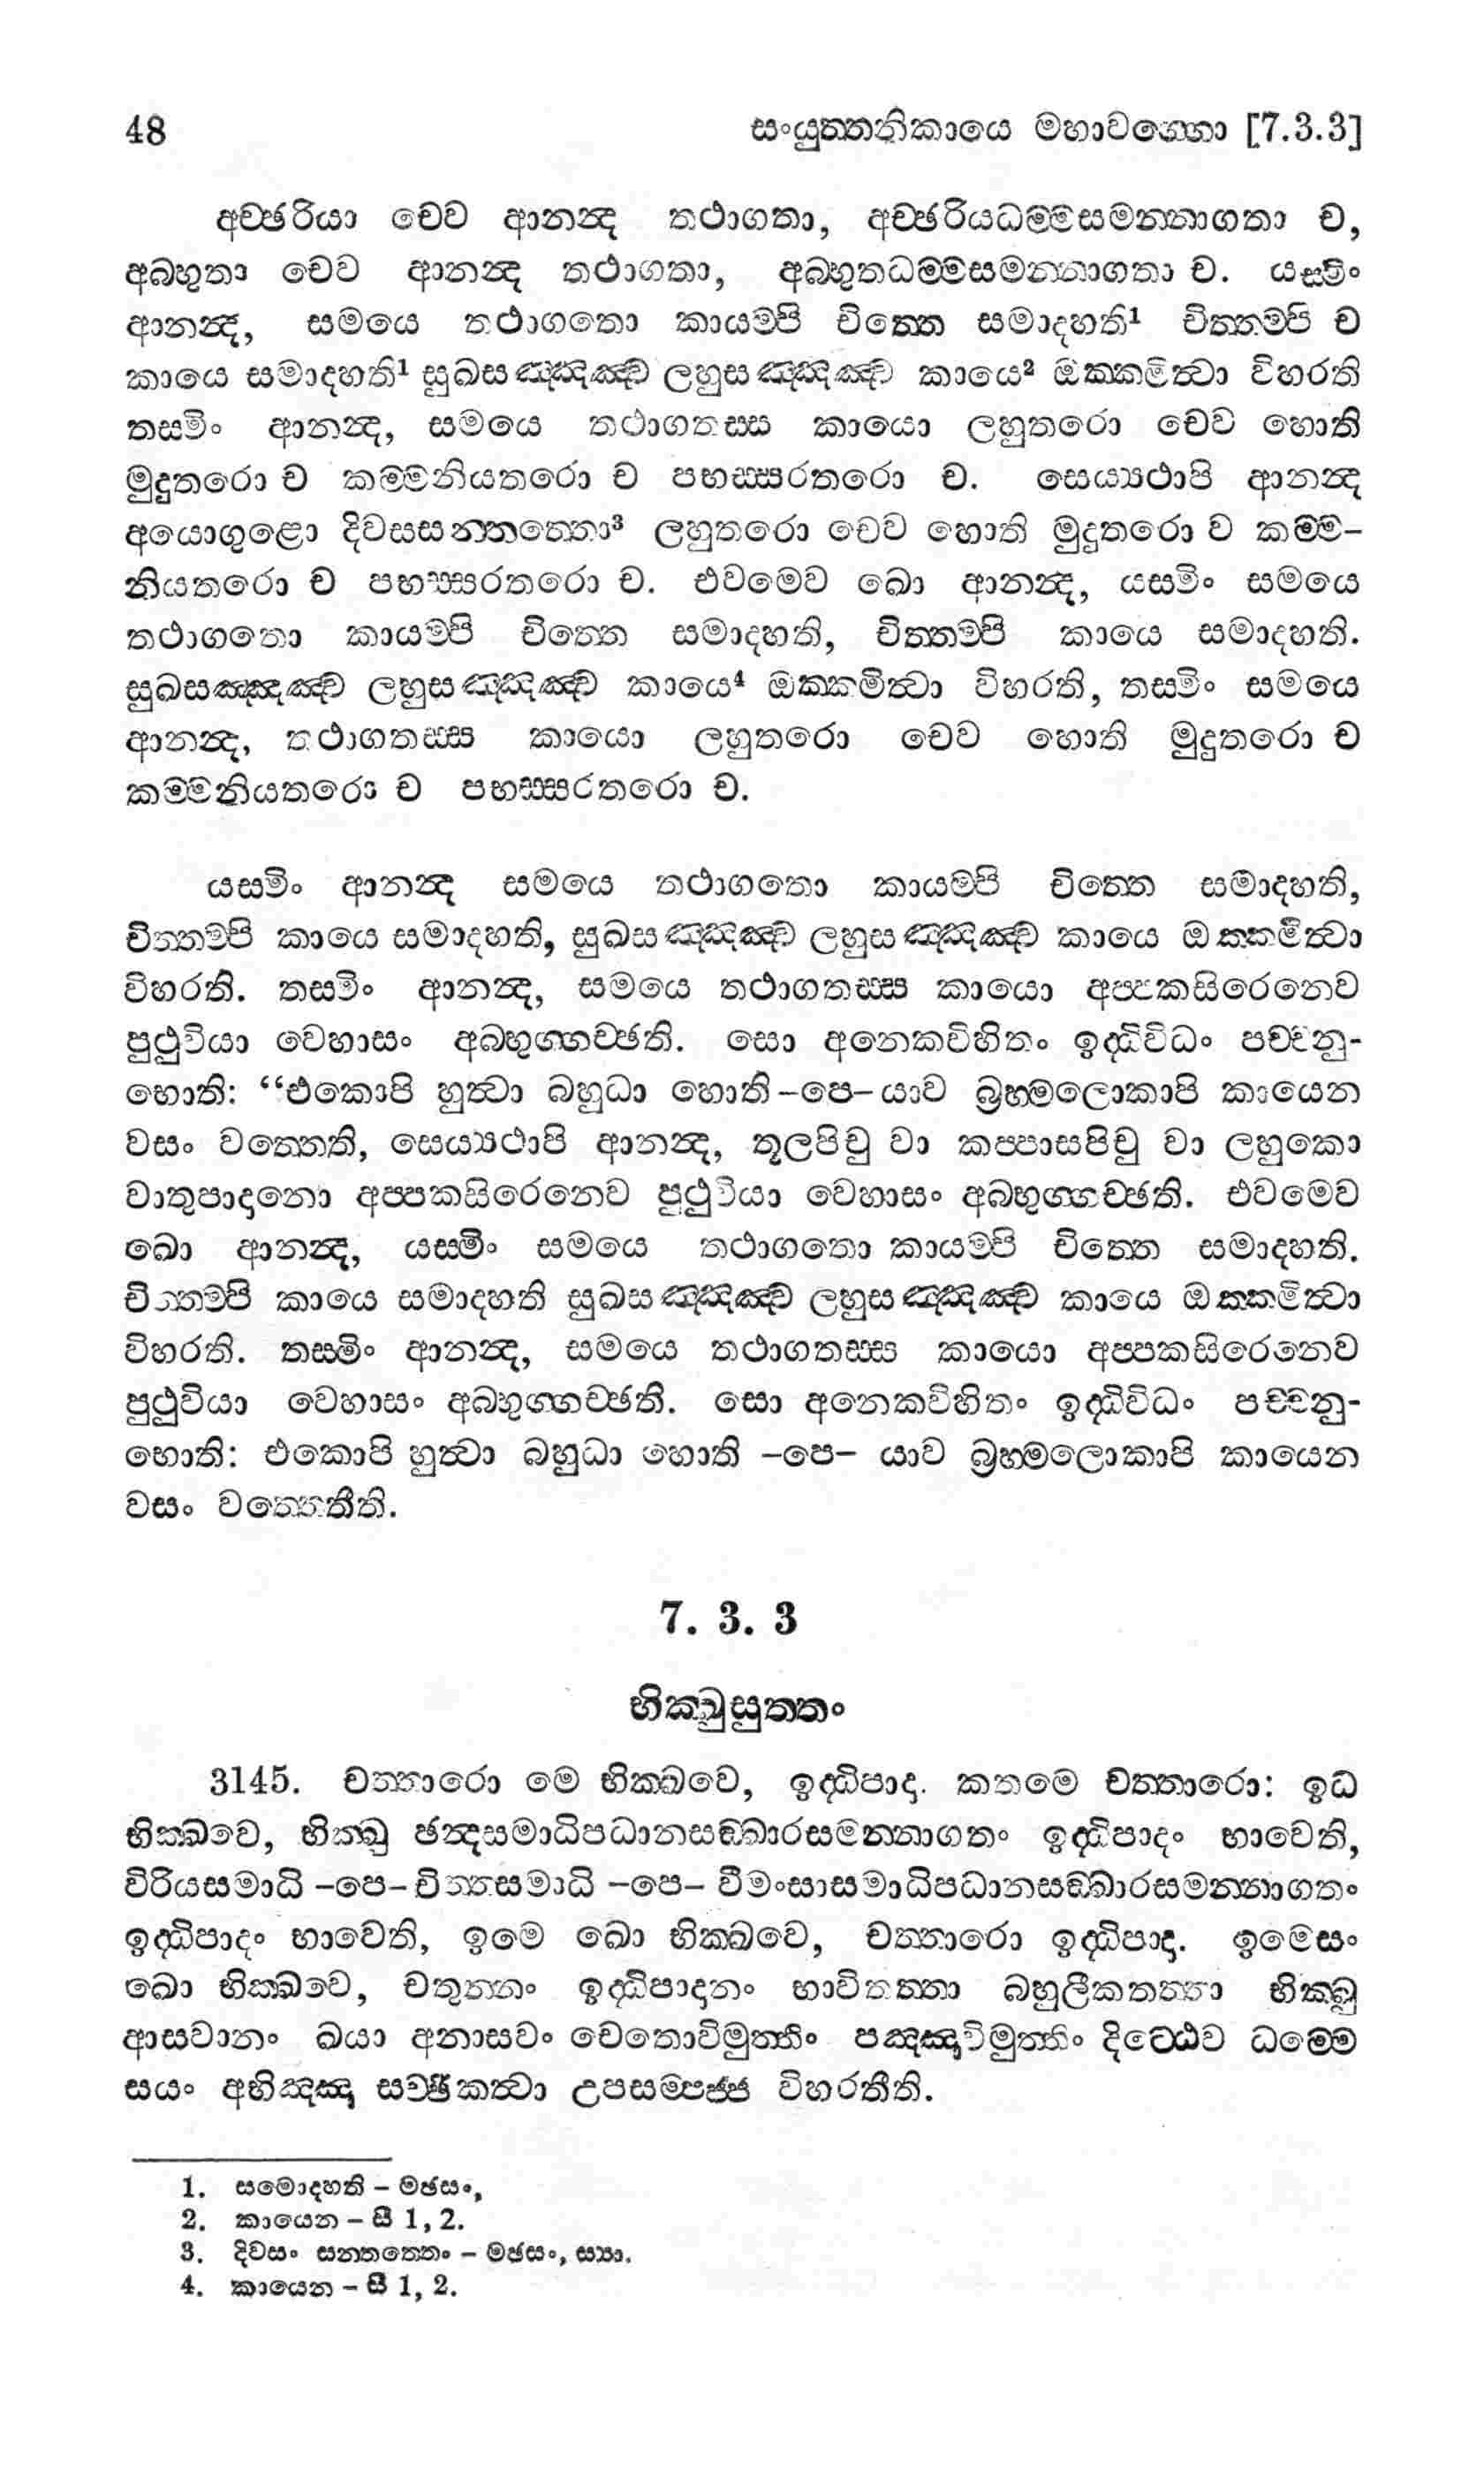 48 සංයුත්තනිකායෙ මහාවග්ගො [7.3.3]
අච්ඡරියා චෙව ආනන්ද තථාගතා, අච්ඡරියධම්මසමන්නාගතා ච,
අබභුතා චෙව ආනන්ද තථාගතා, අබභුතධම්මසමන්නාගතා ච. යස්මිං
ආනන්ද, සමයෙ තථාගතො කායම්පි චිත්තෙ සමාදහති¹ චිත්තම්පි ච
කායෙ සමාදහති¹ සුඛසඤ්ඤඤ්ච ලහුසඤ්ඤඤ්ච කායෙ² ඔක්කමිත්වා විහරති
තස්මිං ආනන්ද, සමයෙ තථාගතස්ස කායො ලහුතරො චෙව හොති
මුදුතරො ච කම්මනියතරො ච පභස්සරතරො ච. සෙය්‍යථාපි ආනන්ද
අයොගුළො දිවසසන්තත්තො³ ලහුතරො චෙව හොති මුදුතරො ච කම්ම-
නියතරො ච පභස්සරතරො ච. එවමෙව ඛො ආනන්ද, යස්මිං සමයෙ
තථාගතො කායම්පි චිත්තෙ සමාදහති, චිත්තම්පි කායෙ සමාදහති.
සුඛසඤ්ඤඤ්ච ලහුසඤ්ඤඤ්ච කායෙ⁴ ඔක්කමිත්වා විහරති, තස්මිං සමයෙ
ආනන්ද, තථාගතස්ස කායො ලහුතරො චෙව හොති මුදුතරො ච
කම්මනියතරො ච පභස්සරතරො ච.
යස්මිං ආනන්ද සමයෙ තථාගතො කායම්පි චිත්තෙ සමාදහති,
චිත්තම්පි කායෙ සමාදහති, සුඛසඤ්ඤඤ්ච ලහුසඤ්ඤඤ්ච කායෙ ඔක්කමිත්වා
විහරති. තස්මිං ආනන්ද, සමයෙ තථාගතස්ස කායො අප්පකසිරෙනෙව
පුථුවියා වෙහාසං අබභුග්ගච්ඡති. සො අනෙකවිහිතං ඉද්ධිවිධං පච්චනු-
භොති: “එකොපි හුත්වා බහුධා හොති –පෙ– යාව බ්‍රහ්මලොකාපි කායෙන
වසං වත්තෙති, සෙය්‍යථාපි ආනන්ද, තූලපිචු වා කප්පාසපිචු වා ලහුකො
වාතුපාදානො අප්පකසිරෙනෙව පුථුවියා වෙහාසං අබභුග්ගච්ඡති. එවමෙව
ඛො ආනන්ද, යස්මිං සමයෙ තථාගතො කායම්පි චිත්තෙ සමාදහති.
චිත්තම්පි කායෙ සමාදහති සුඛසඤ්ඤඤ්ච ලහුසඤ්ඤඤ්ච කායෙ ඔක්කමිත්වා
විහරති. තස්මිං ආනන්ද, සමයෙ තථාගතස්ස කායො අප්පකසිරෙනෙව
පුථුවියා වෙහාසං අබභුග්ගච්ඡති. සො අනෙකවිහිතං ඉද්ධිවිධං පච්චනු-
භොති: එකොපි හුත්වා බහුධා හොති –පෙ– යාව බ්‍රහ්මලොකාපි කායෙන
වසං වත්තෙතීති.
7. 3. 3
භික්ඛුසුත්තං
3145. චත්තාරො මෙ භික්ඛවෙ, ඉද්ධිපාදා. කතමෙ චත්තාරො: ඉධ
භික්ඛවෙ, භික්ඛු ඡන්දසමාධිපධානසඞ්ඛාරසමන්නාගතං ඉද්ධිපාදං භාවෙති,
විරියසමාධි –පෙ– චිත්තසමාධි –පෙ– වීමංසාසමාධිපධානසඞ්ඛාරසමන්නාගතං
ඉද්ධිපාදං භාවෙති, ඉමෙ ඛො භික්ඛවෙ, චත්තාරො ඉද්ධිපාදා. ඉමෙසං
ඛො භික්ඛවෙ, චතුන්නං ඉද්ධිපාදානං භාවිතත්තා බහුලීකතත්තා භික්ඛු
ආසවානං ඛයා අනාසවං චෙතොවිමුත්තිං පඤ්ඤාවිමුත්තිං දිට්ඨෙව ධම්මෙ
සයං අභිඤ්ඤා සච්ඡිකත්වා උපසම්පජ්ජ විහරතීති.
1. සමොදහති – මඡසං,
2. කායෙන – සී 1, 2.
3. දිවසං සන්තත්තො – මඡසං, ස්‍යා.
4. කායෙන – සී 1, 2.